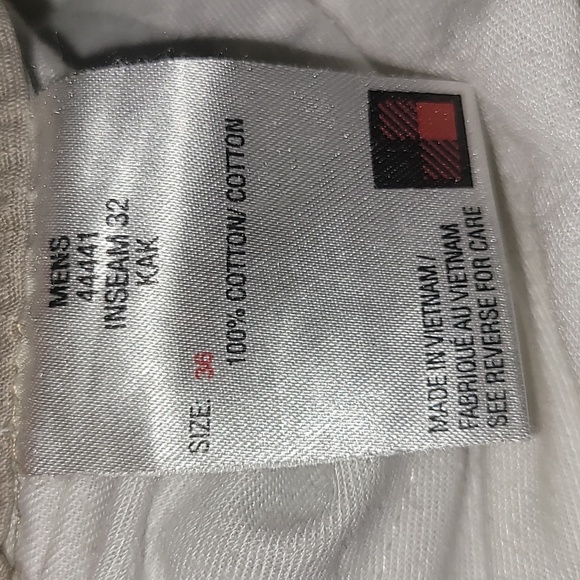 MENS
44441
INSEAM 32
KAK
SIZE: 36
100% COTTON/ COTTON
MADE IN VIETNAM/
FABRIQUE AU VIETNAM
SEE REVERSE FOR CARE